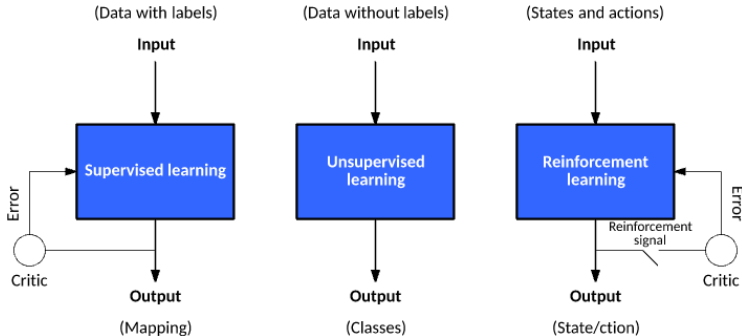 (Data with labels)
(Data without labels)
(States and actions)
Input
Input
Input
Supervised learning
Unsupervised
learning
Reinforcement
learning
Error
Error
Reinforcement
signal
Critic
Critic
Output
Output
Output
(Mapping)
(Classes)
(State/ction)